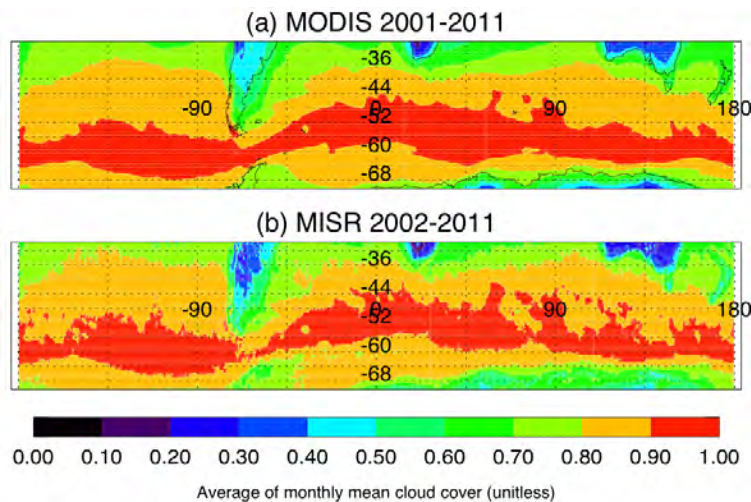 (a) MODIS 2001-2011
-36
-44
-90 0 90 180
-52
-60
-68
(b) MISR 2002-2011
-36
-44
-90 0 90 180
-52
-60
-68
0.00 0.10 0.20 0.30 0.40 0.50 0.60 0.70 0.80 0.90 1.00
Average of monthly mean cloud cover (unitless)